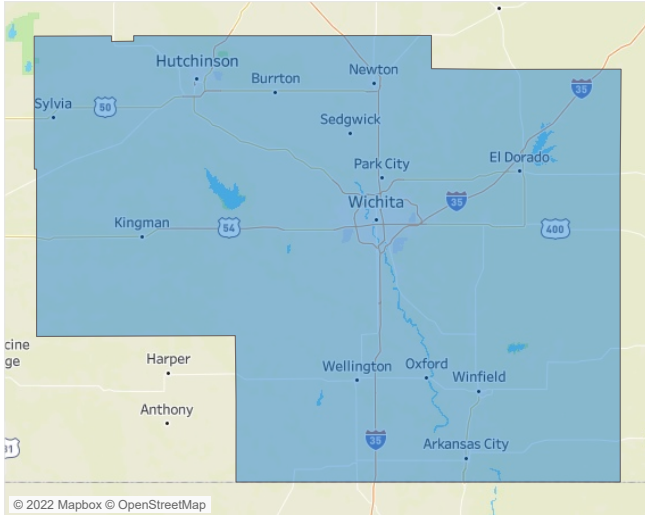 Hutchinson
Newton
Burrton
35
Sylvia
50
Sedgwick
El Dorado
Park City
Wichita
35
Kingman
54
400
cine
ge
Harper
Wellington
Oxford
Winfield
Anthony
35
Arkansas City
© 2022 Mapbox © OpenStreetMap